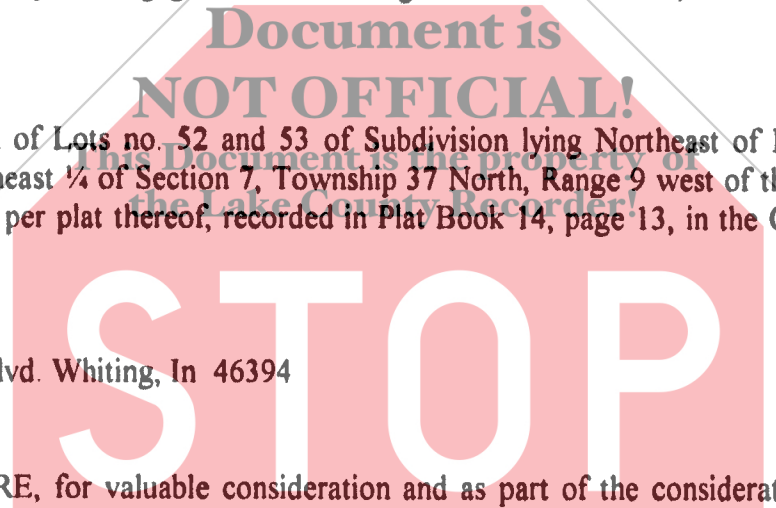 Document is
NOT OFFICIAL!
of Lots no. 52 and 53 of Subdivision lying Northeast of
This Document is the property of
heast ¼ of Section 7, Township 37 North, Range 9 west of th
the Lake County Recorder!
per plat thereof, recorded in Plat Book 14, page 13, in the
lvd. Whiting, In 46394
STOP
RE, for valuable consideration and as part of the considerat